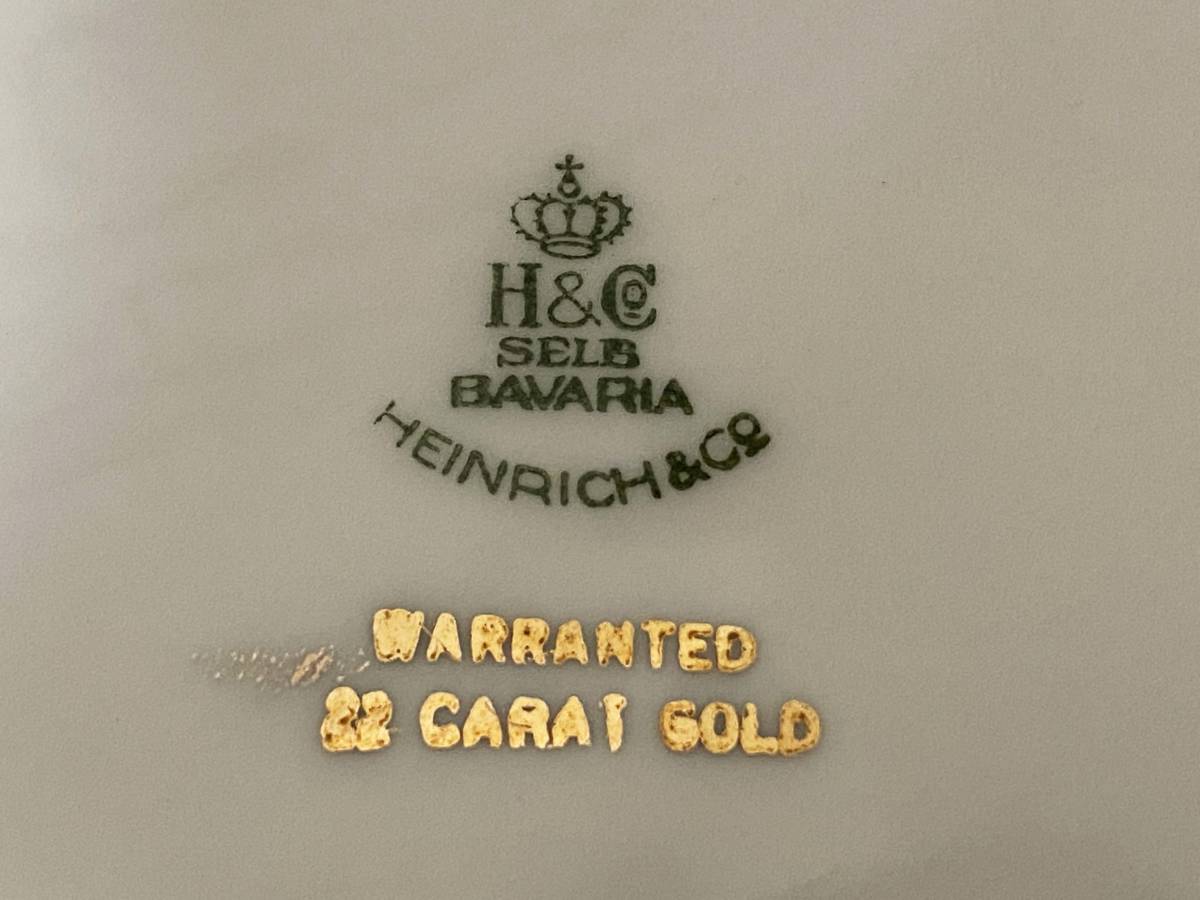 H&Co
SELB
BAVARIA
HEINRICH & Co
WARRANTED
22 CARAT GOLD